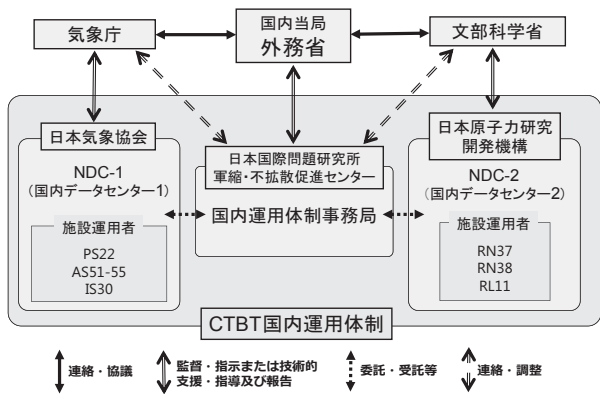 気象庁
国内当局
外務省
文部科学省
日本気象協会
NDC-1
(国内データセンター1)
施設運用者
PS22
AS51-55
IS30
日本国際問題研究所
軍縮・不拡散促進センター
国内運用体制事務局
日本原子力研究
開発機構
NDC-2
(国内データセンター2)
施設運用者
RN37
RN38
RL11
CTBT国内運用体制
連絡・協議
監督・指示または技術的
支援・指導及び報告
委託・受託等
連絡・調整